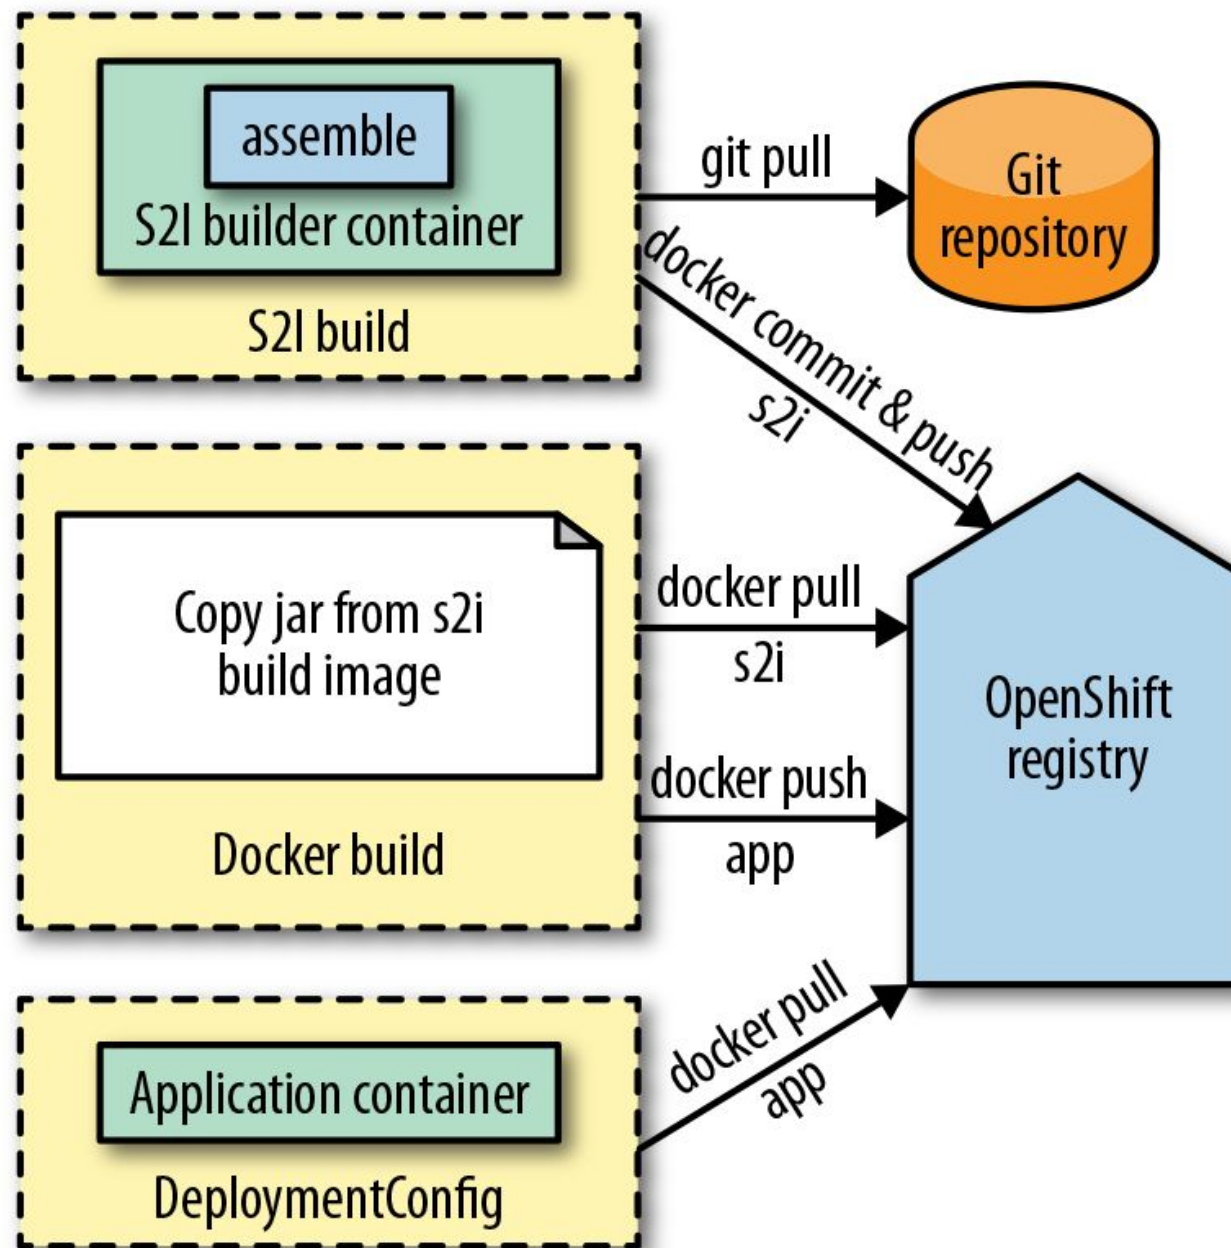 assemble
S2I builder container
S2I build
git pull
Git
repository
docker commit & push
s2i
Copy jar from s2i
build image
Docker build
docker pull
s2i
docker push
app
OpenShift
registry
Application container
DeploymentConfig
docker pull
app